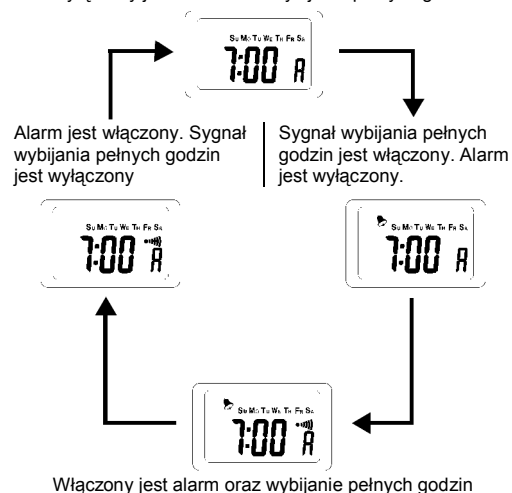 Su Mo Tu We Th Fr Sa
7:00 A
Alarm jest włączony. Sygnał
wybijania pełnych godzin
jest wyłączony
Sygnał wybijania pełnych
godzin jest włączony. Alarm
jest wyłączony.
Su Mo Tu We Th Fr Sa
7:00 A
Su Mo Tu We Th Fr Sa
7:00 A
Su Mo Tu We Th Fr Sa
7:00 A
Włączony jest alarm oraz wybijanie pełnych godzin